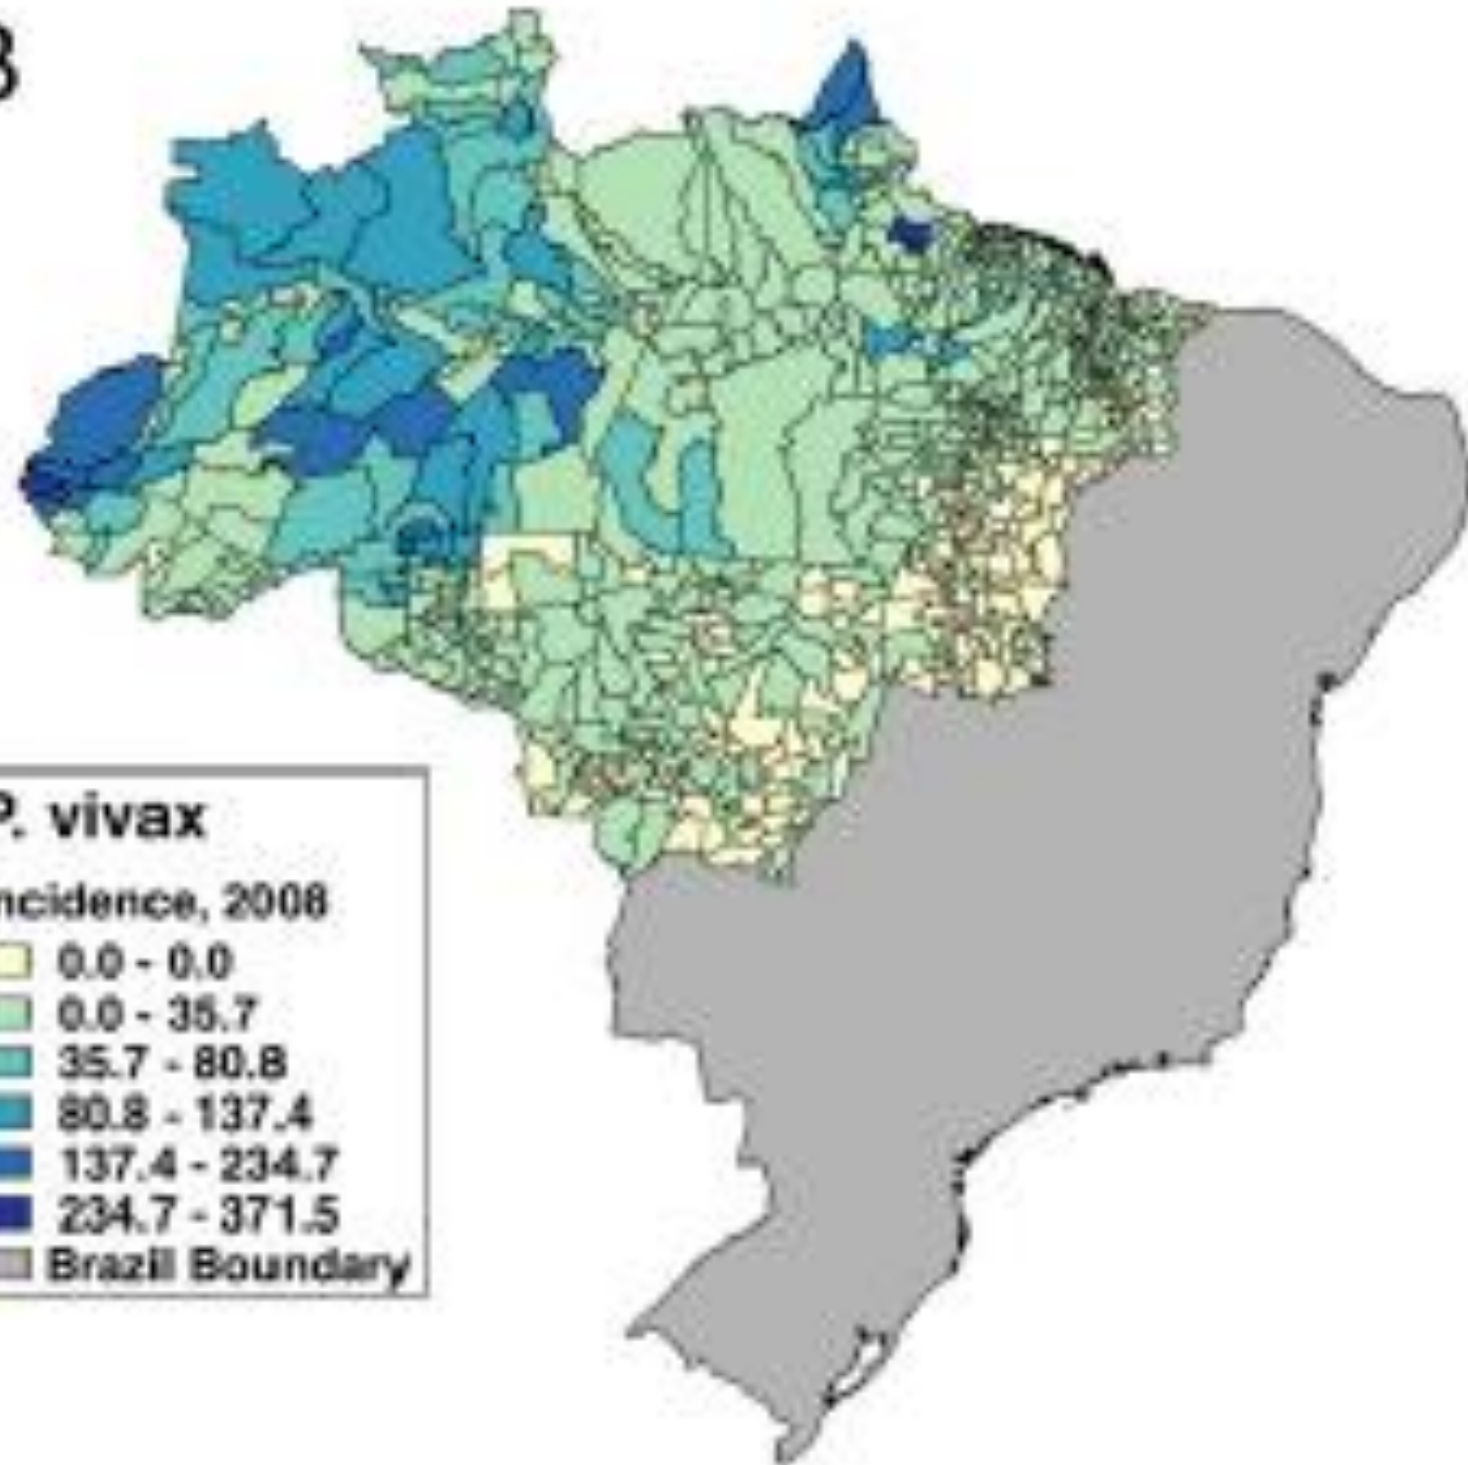 B
P. vivax
ncidence, 2008
0.0 - 0.0
0.0 - 35.7
35.7 - 80.8
80.8 - 137.4
137.4 - 234.7
234.7 - 371.5
Brazil Boundary